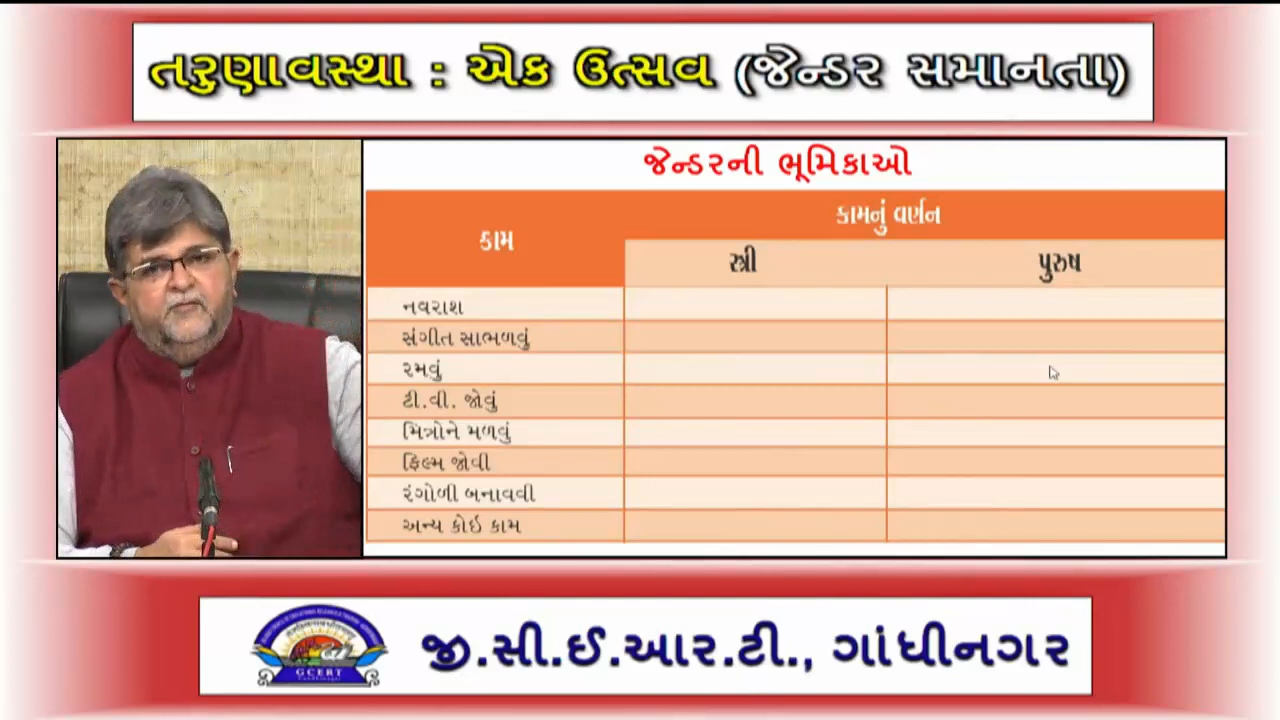 તરુણાવસ્થા : એક ઉત્સવ (જેન્ડર સમાનતા)
જેન્ડરની ભૂમિકાઓ
કામ
કામનું વર્ણન
સ્ત્રી
પુરુષ
નવરાશ
સંગીત સાભળવું
રમવું
ટી.વી. જોવું
મિત્રોને મળવું
ફિલ્મ જોવી
રંગોળી બનાવવી
અન્ય કોઇ કામ
GCERT
જી.સી.ઈ.આર.ટી., ગાંધીનગર